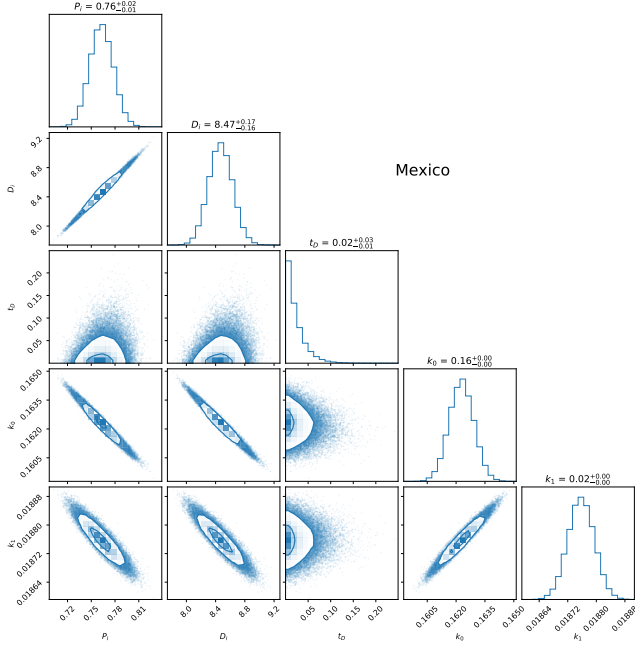 P_i = 0.76^{+0.02}_{-0.01}
D_i = 8.47^{+0.17}_{-0.16}
9.2
8.8
8.4
8.0
D_i
Mexico
t_D = 0.02^{+0.03}_{-0.01}
0.20
0.15
0.10
0.05
t_D
k_0 = 0.16^{+0.00}_{-0.00}
0.1650
0.1635
0.1620
0.1605
k_0
k_1 = 0.02^{+0.00}_{-0.00}
0.01888
0.01880
0.01872
0.01864
k_1
0.72 0.75 0.78 0.81
8.0 8.4 8.8 9.2
0.05 0.10 0.15 0.20
0.1605 0.1620 0.1635 0.1650
0.01864 0.01872 0.01880 0.01888
P_i D_i t_D k_0 k_1